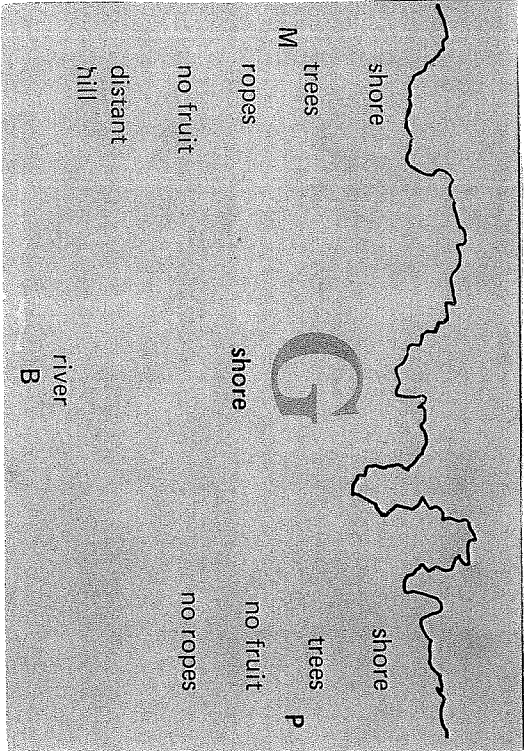 shore
trees
M
ropes
no fruit
distant
hill
G
shore
river
B
shore
trees
P
no fruit
no ropes